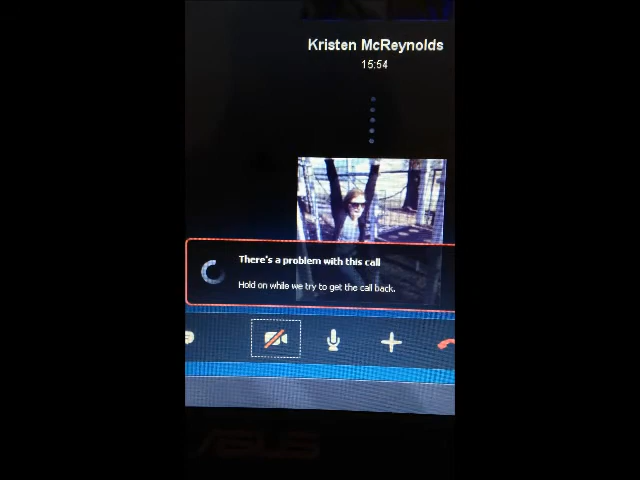 Kristen McReynolds
15:54
There's a problem with this call
Hold on while we try to get the call back.
ASUS